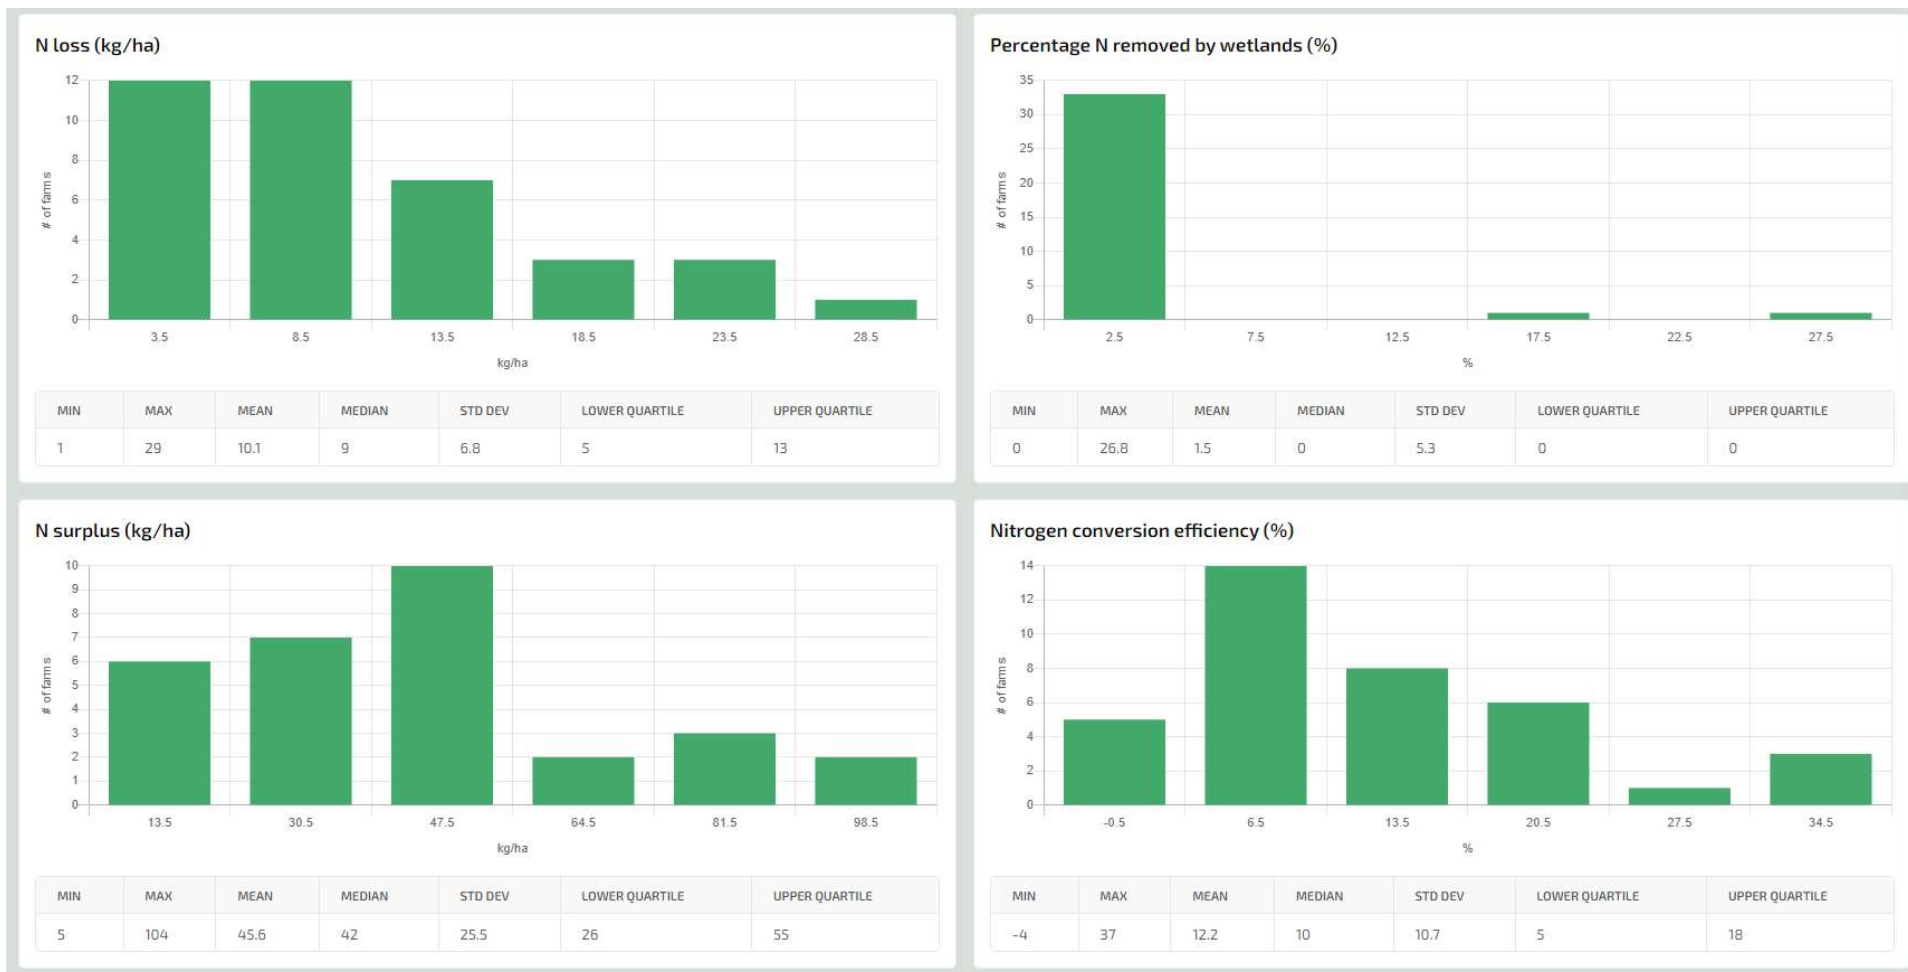 N loss (kg/ha)
12
10
8
6
4
2
0
# of farms
3.5 8.5 13.5 18.5 23.5 28.5
kg/ha
MIN MAX MEAN MEDIAN STD DEV LOWER QUARTILE UPPER QUARTILE
1 29 10.1 9 6.8 5 13
Percentage N removed by wetlands (%)
35
30
25
20
15
10
5
0
# of farms
2.5 7.5 12.5 17.5 22.5 27.5
%
MIN MAX MEAN MEDIAN STD DEV LOWER QUARTILE UPPER QUARTILE
0 26.8 1.5 0 5.3 0 0
N surplus (kg/ha)
10
9
8
7
6
5
4
3
2
1
0
# of farms
13.5 30.5 47.5 64.5 81.5 98.5
kg/ha
MIN MAX MEAN MEDIAN STD DEV LOWER QUARTILE UPPER QUARTILE
5 104 45.6 42 25.5 26 55
Nitrogen conversion efficiency (%)
14
12
10
8
6
4
2
0
# of farms
-0.5 6.5 13.5 20.5 27.5 34.5
%
MIN MAX MEAN MEDIAN STD DEV LOWER QUARTILE UPPER QUARTILE
-4 37 12.2 10 10.7 5 18